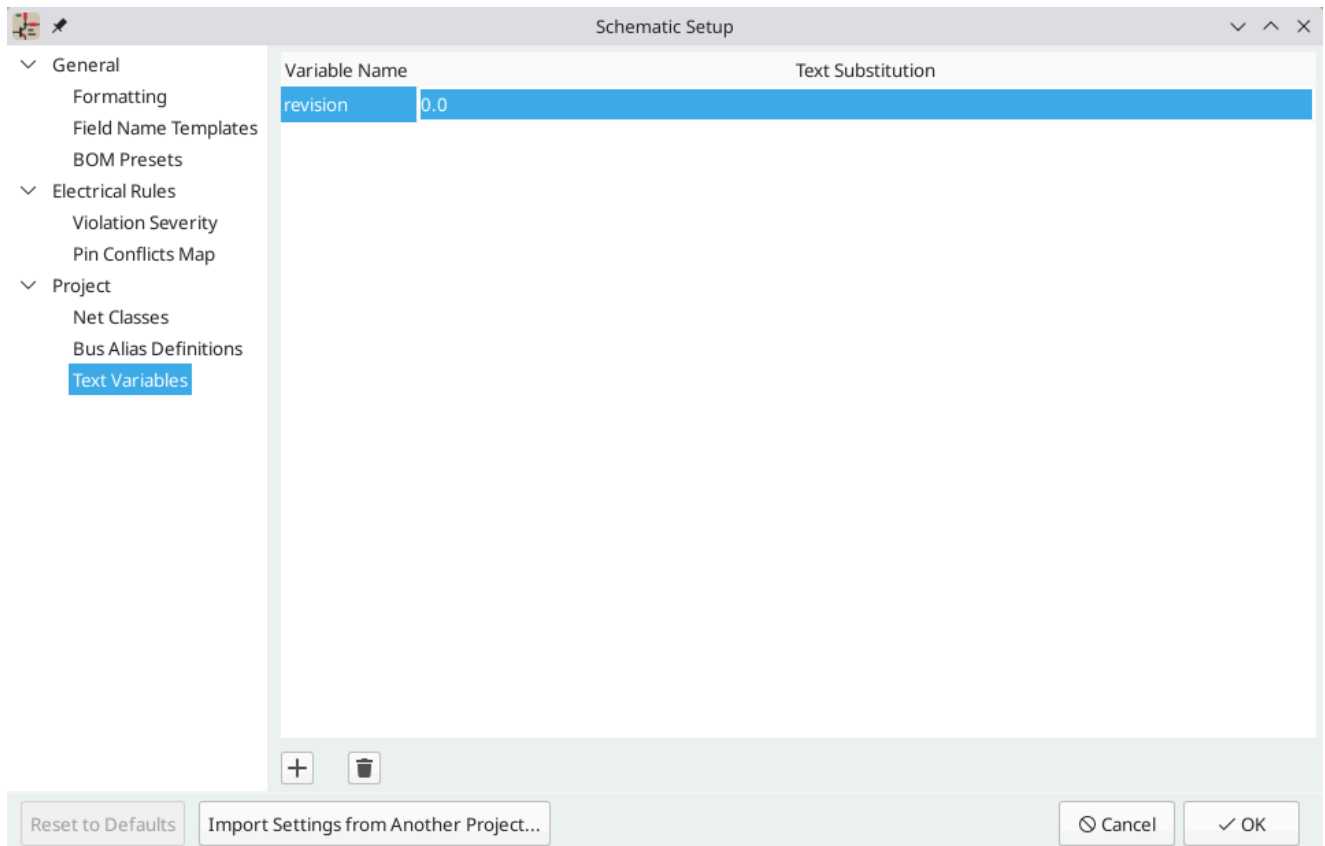 Schematic Setup
General
Formatting
Field Name Templates
BOM Presets
Electrical Rules
Violation Severity
Pin Conflicts Map
Project
Net Classes
Bus Alias Definitions
Text Variables
Variable Name Text Substitution
revision 0.0
Reset to Defaults Import Settings from Another Project... Cancel OK